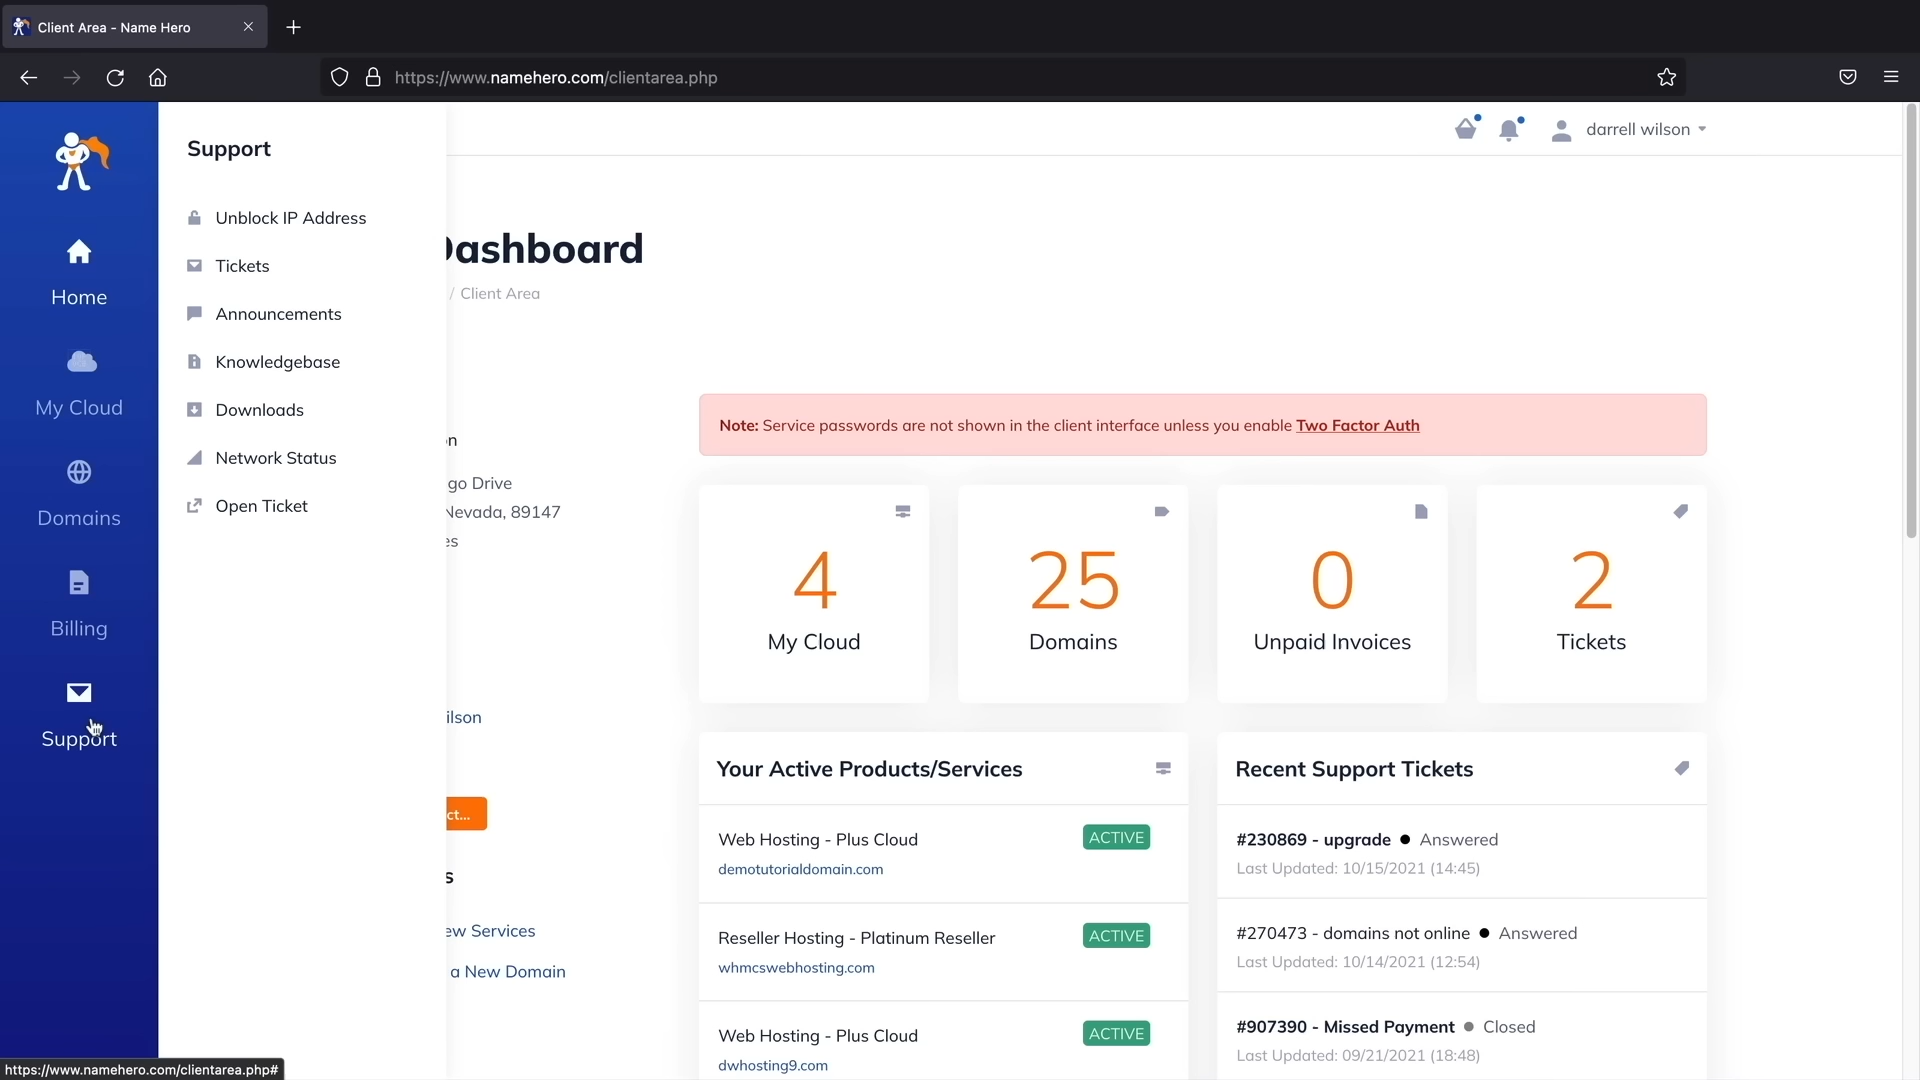 Client Area - Name Hero
https://www.namehero.com/clientarea.php
darrell wilson
Home
My Cloud
Domains
Billing
Support
Support
Unblock IP Address
Tickets
Announcements
Knowledgebase
Downloads
Network Status
Open Ticket
Dashboard
/ Client Area
on
go Drive
Nevada, 89147
es
ilson
ct...
s
ew Services
a New Domain
Note: Service passwords are not shown in the client interface unless you enable Two Factor Auth
4
My Cloud
25
Domains
0
Unpaid Invoices
2
Tickets
Your Active Products/Services
Web Hosting - Plus Cloud
ACTIVE
demotutorialdomain.com
Reseller Hosting - Platinum Reseller
ACTIVE
whmcswebhosting.com
Web Hosting - Plus Cloud
ACTIVE
dwhosting9.com
Recent Support Tickets
#230869 - upgrade ● Answered
Last Updated: 10/15/2021 (14:45)
#270473 - domains not online ● Answered
Last Updated: 10/14/2021 (12:54)
#907390 - Missed Payment ● Closed
Last Updated: 09/21/2021 (18:48)
https://www.namehero.com/clientarea.php#